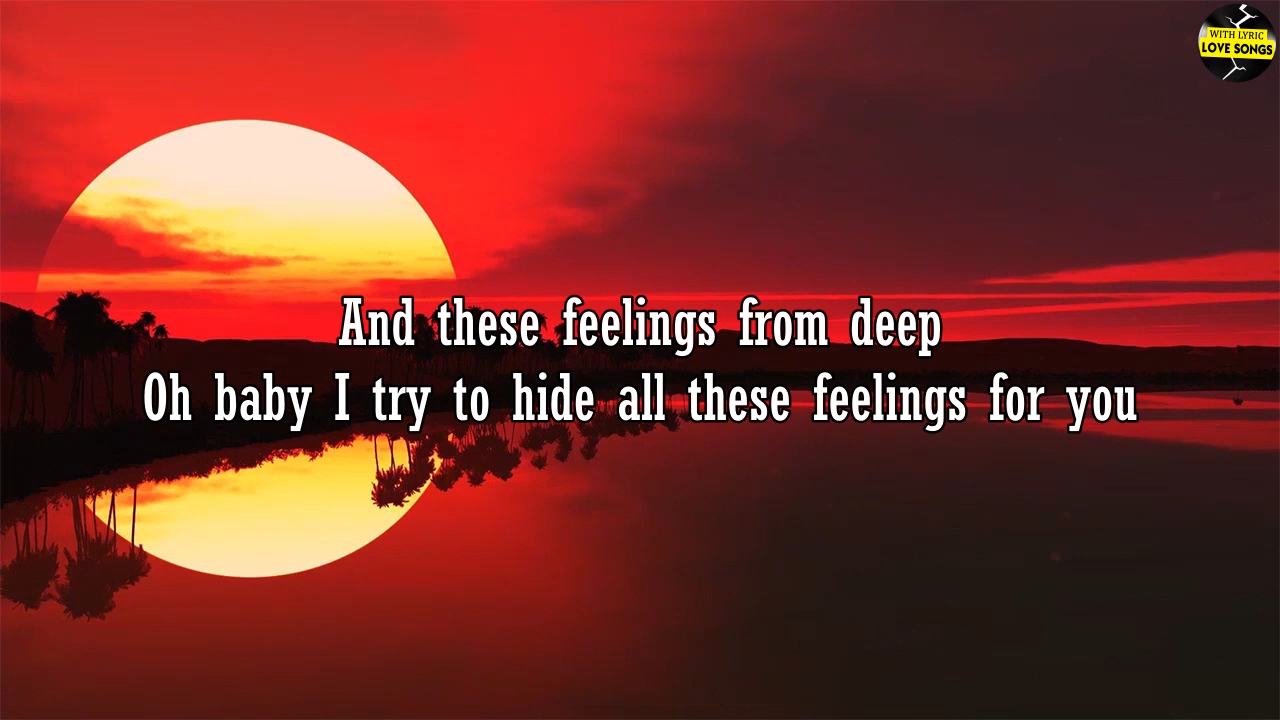 WITH LYRIC
LOVE SONGS
And these feelings from deep
Oh baby I try to hide all these feelings for you